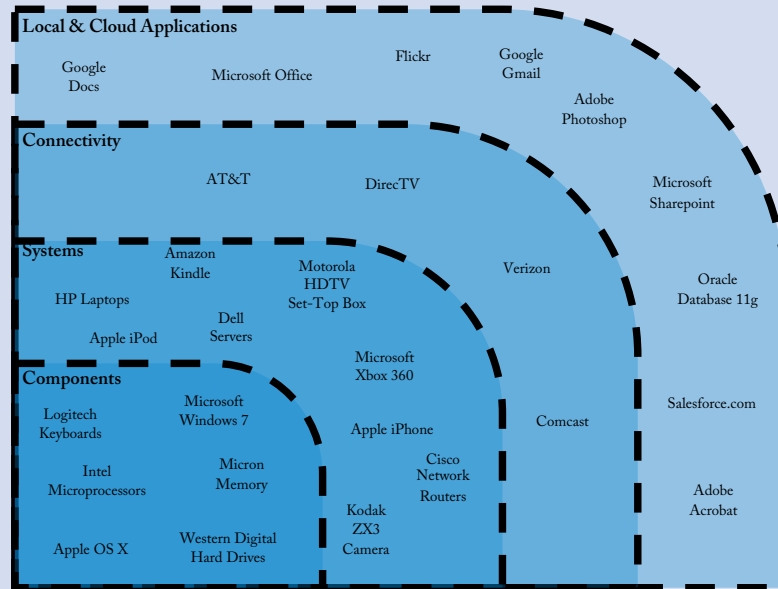 Local & Cloud Applications
Google
Docs
Microsoft Office
Flickr
Google
Gmail
Adobe
Photoshop
Microsoft
Sharepoint
Oracle
Database 11g
Salesforce.com
Adobe
Acrobat
Connectivity
AT&T
DirecTV
Verizon
Comcast
Systems
Amazon
Kindle
Motorola
HDTV
Set-Top Box
HP Laptops
Apple iPod
Dell
Servers
Microsoft
Xbox 360
Apple iPhone
Cisco
Network
Routers
Kodak
ZX3
Camera
Components
Logitech
Keyboards
Microsoft
Windows 7
Intel
Microprocessors
Micron
Memory
Apple OS X
Western Digital
Hard Drives